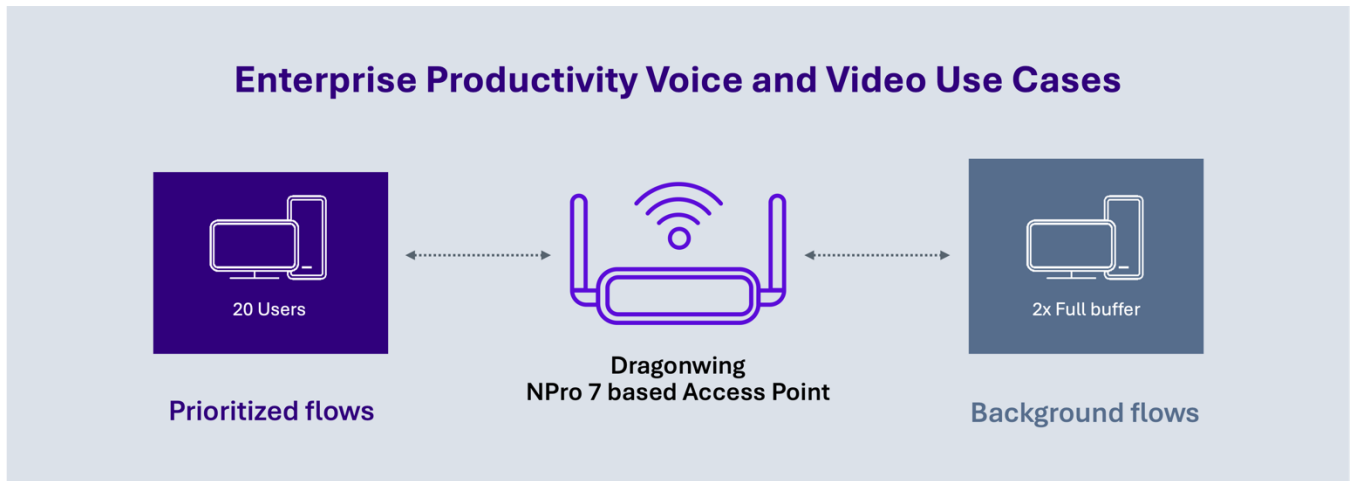 Enterprise Productivity Voice and Video Use Cases
20 Users
2x Full buffer
Dragonwing
NPro 7 based Access Point
Prioritized flows
Background flows